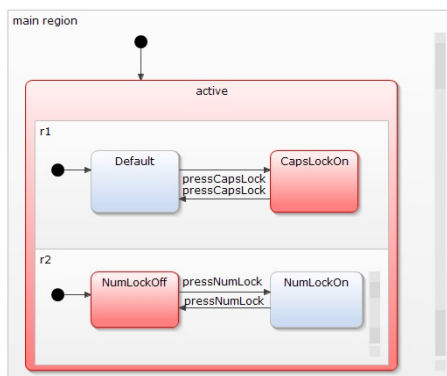 main region
active
r1
Default
CapsLockOn
pressCapsLock
pressCapsLock
r2
NumLockOff
pressNumLock
NumLockOn
pressNumLock